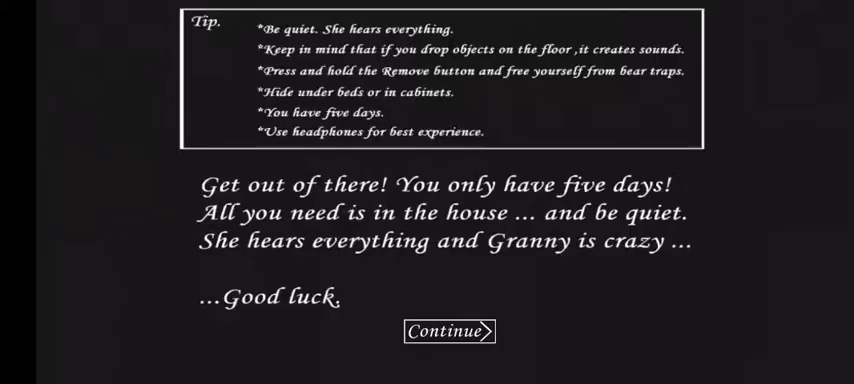 Tip.
*Be quiet. She hears everything.
*Keep in mind that if you drop objects on the floor ,it creates sounds.
*Press and hold the Remove button and free yourself from bear traps.
*Hide under beds or in cabinets.
*You have five days.
*Use headphones for best experience.
Get out of there! You only have five days!
All you need is in the house ... and be quiet.
She hears everything and Granny is crazy ...
...Good luck.
Continue